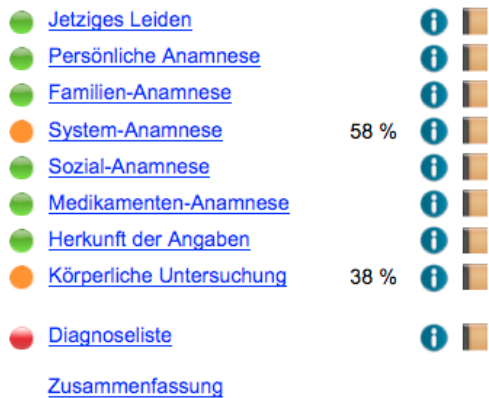 Jetziges Leiden
Persönliche Anamnese
Familien-Anamnese
System-Anamnese 58 %
Sozial-Anamnese
Medikamenten-Anamnese
Herkunft der Angaben
Körperliche Untersuchung 38 %
Diagnoseliste
Zusammenfassung